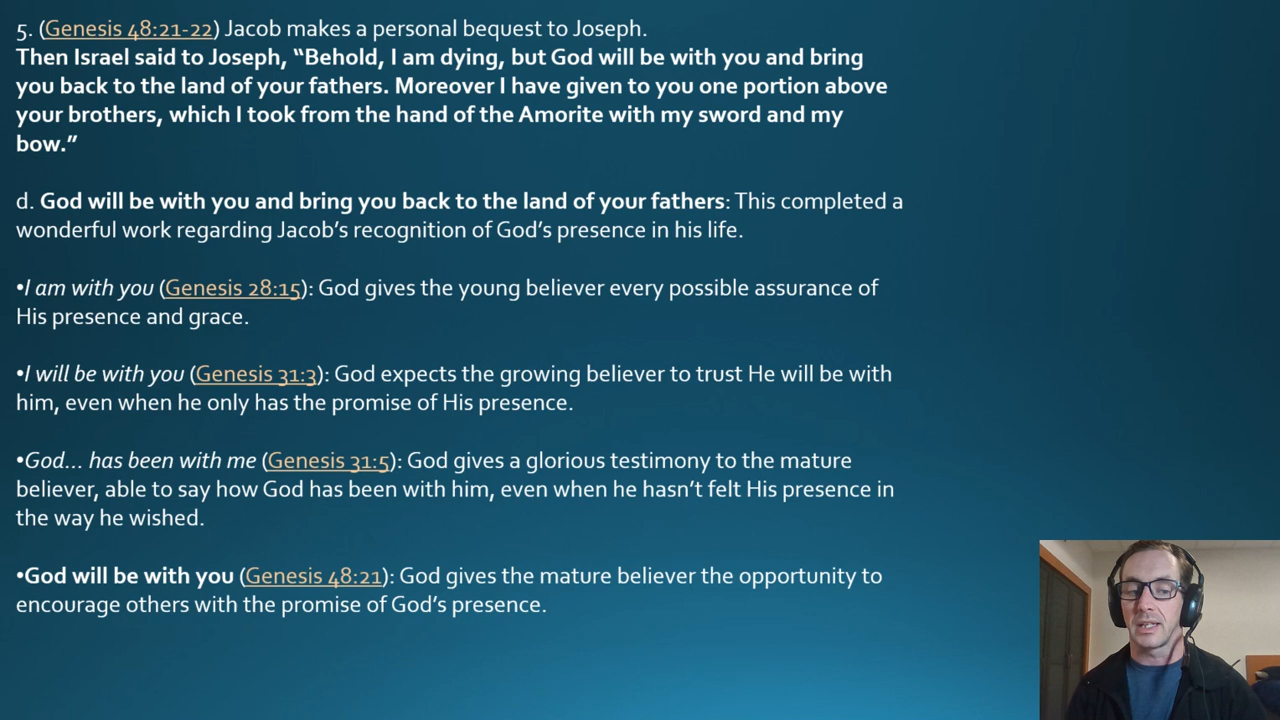 5. (Genesis 48:21-22) Jacob makes a personal bequest to Joseph.
Then Israel said to Joseph, “Behold, I am dying, but God will be with you and bring
you back to the land of your fathers. Moreover I have given to you one portion above
your brothers, which I took from the hand of the Amorite with my sword and my
bow.”
d. God will be with you and bring you back to the land of your fathers: This completed a
wonderful work regarding Jacob’s recognition of God’s presence in his life.
•I am with you (Genesis 28:15): God gives the young believer every possible assurance of
His presence and grace.
•I will be with you (Genesis 31:3): God expects the growing believer to trust He will be with
him, even when he only has the promise of His presence.
•God… has been with me (Genesis 31:5): God gives a glorious testimony to the mature
believer, able to say how God has been with him, even when he hasn’t felt His presence in
the way he wished.
•God will be with you (Genesis 48:21): God gives the mature believer the opportunity to
encourage others with the promise of God’s presence.